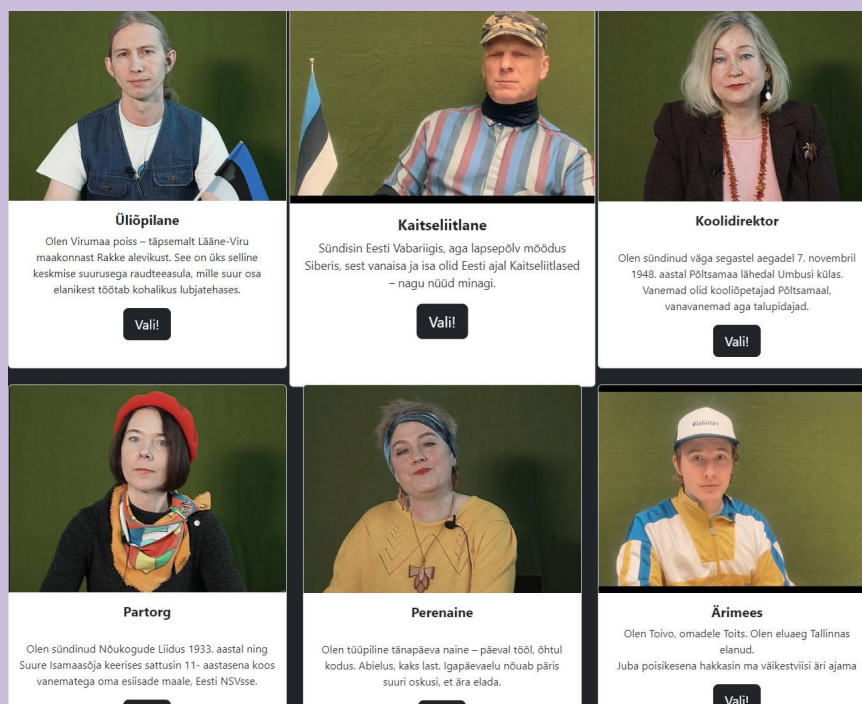 Üliõpilane
Olen Virumaa poiss – täpsemalt Lääne-Viru
maakonnast Rakke alevikust. See on üks selline
keskmise suurusega raudteeasula, mille suur osa
elanikest töötab kohalikus lubjatehases.
Vali!
Kaitseliitlane
Sündisin Eesti Vabariigis, aga lapsepõlv möödus
Siberis, sest vanaisa ja isa olid Eesti ajal Kaitseliitlased
– nagu nüüd minagi.
Vali!
Koolidirektor
Olen sündinud väga segastel aegadel 7. novembril
1948. aastal Põltsamaa lähedal Umbusi külas.
Vanemad olid kooliõpetajad Põltsamaal,
vanavanemad aga talupidajad.
Vali!
Partorg
Olen sündinud Nõukogude Liidus 1933. aastal ning
Suure Isamaasõja keerises sattusin 11- aastasena koos
vanematega oma esiisade maale, Eesti NSVsse.
Perenaine
Olen tüüpiline tänapäeva naine – päeval tööl, õhtul
kodus. Abielus, kaks last. Igapäevaelu nõuab päris
suuri oskusi, et ära elada.
Ärimees
Olen Toivo, omadele Toits. Olen eluaeg Tallinnas
elanud.
Juba poisikesena hakkasin ma väikestviisi äri ajama
Vali!